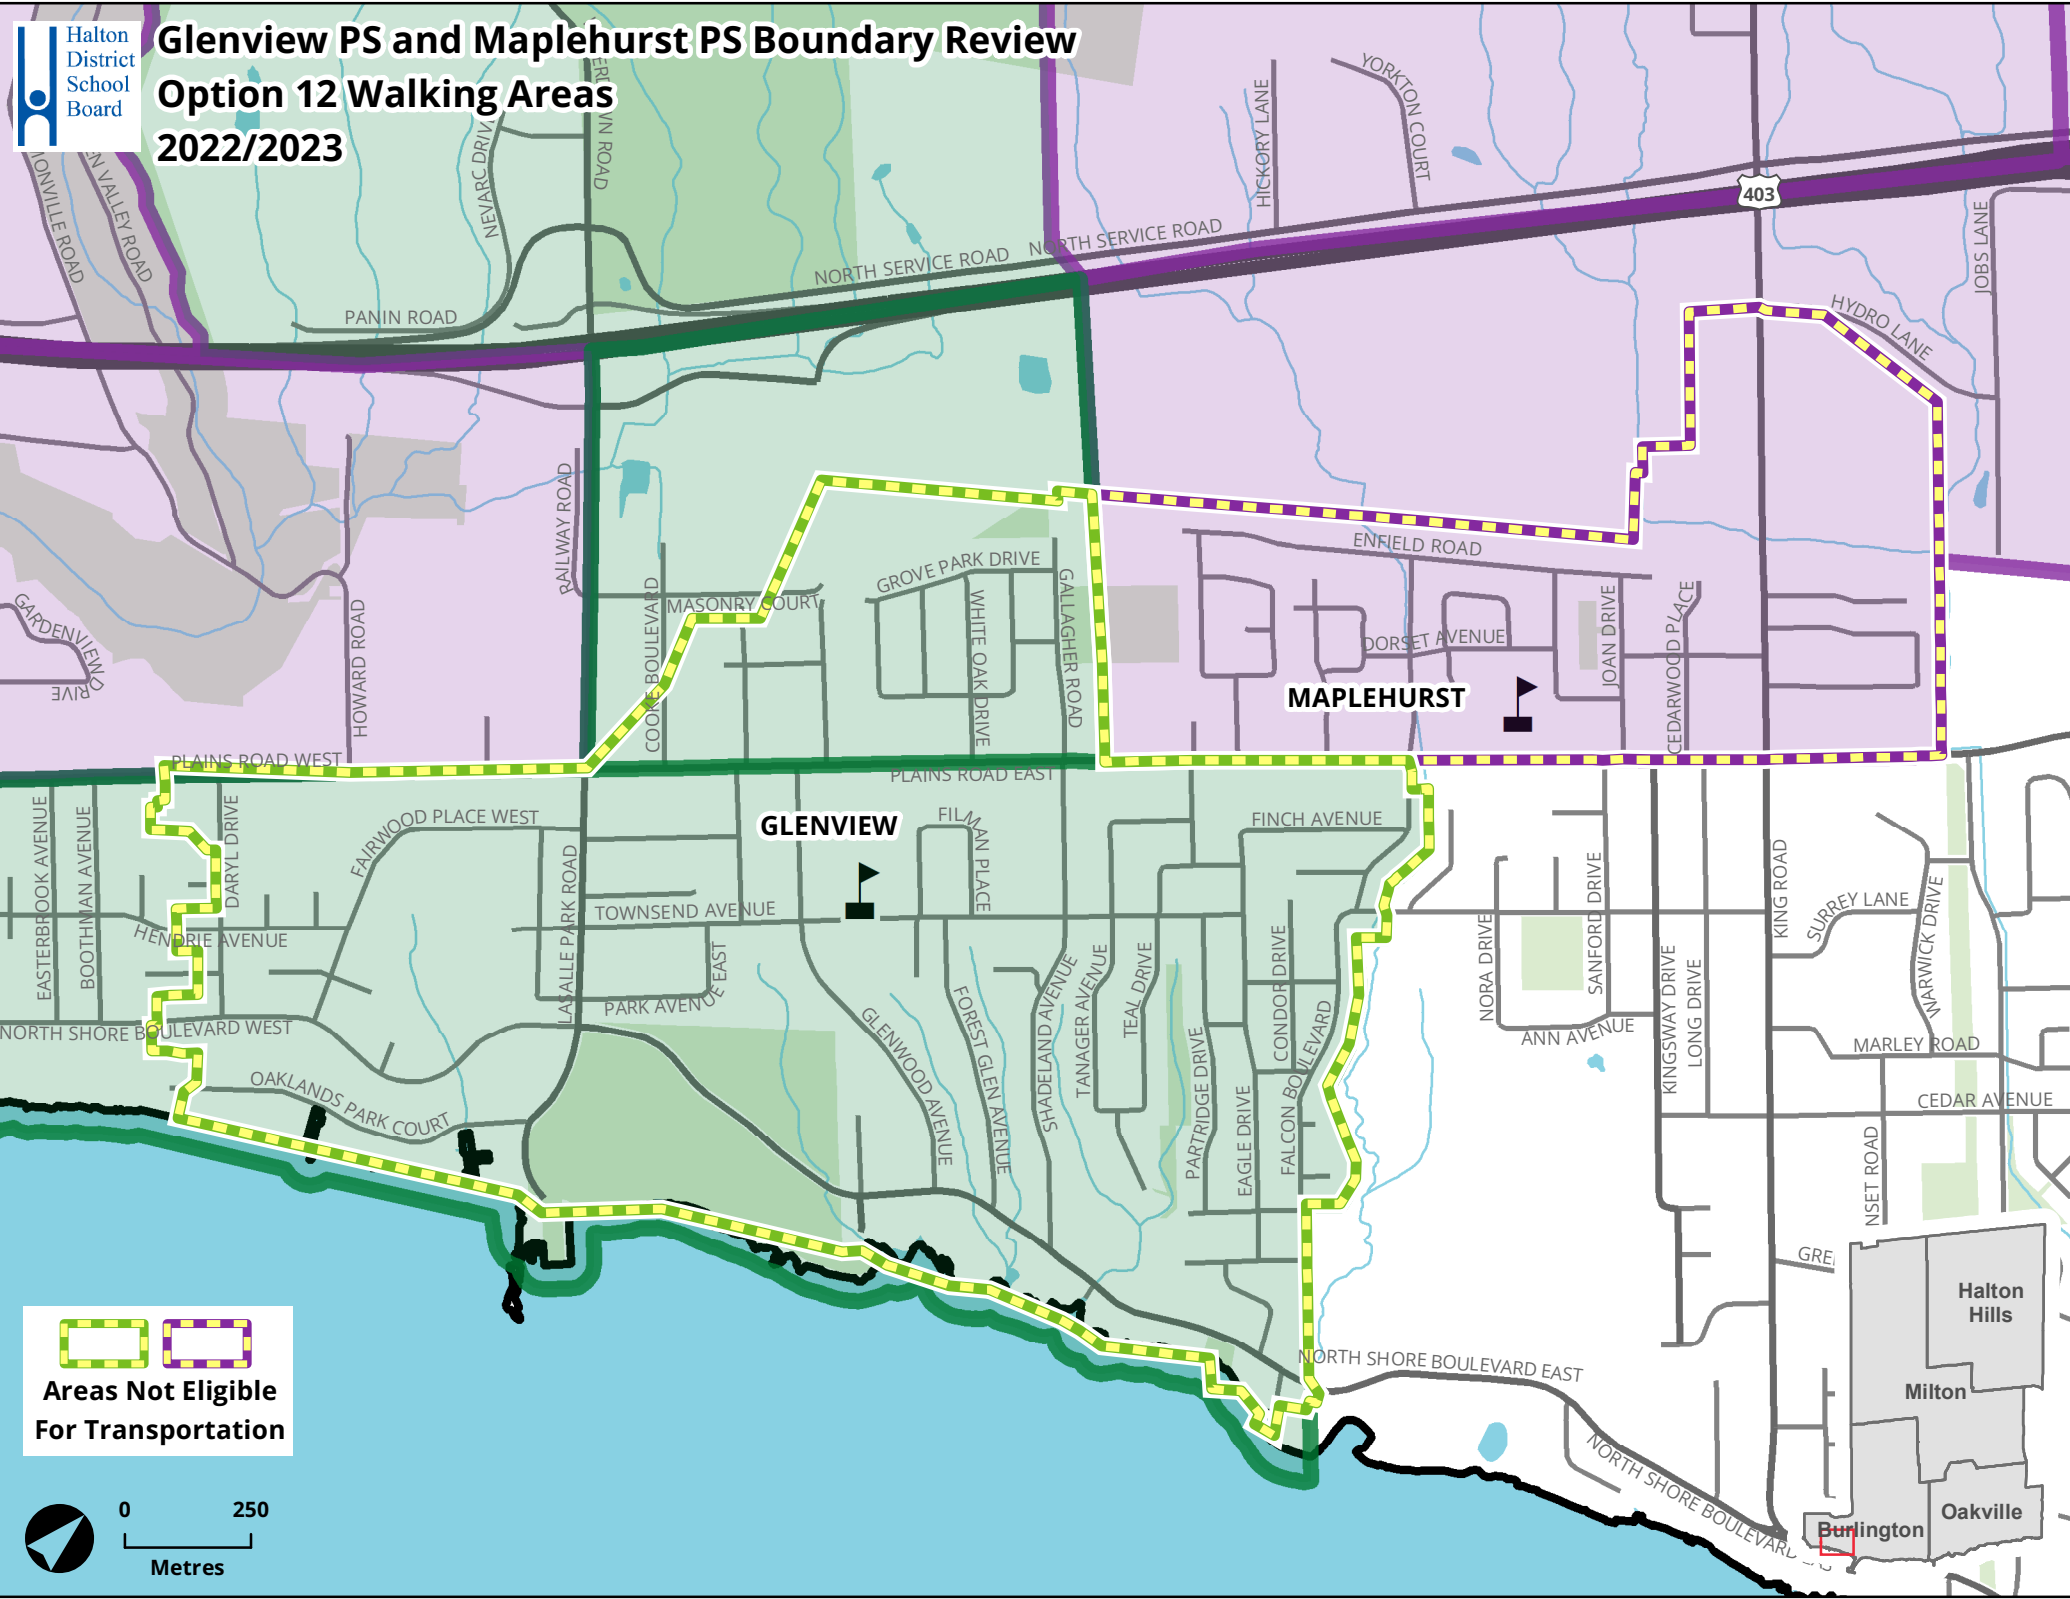 Halton
District
School
Board
Glenview PS and Maplehurst PS Boundary Review
Option 12 Walking Areas
2022/2023
NEVARC DRIVE
HICKORY LANE
YORKTON COURT
403
JOBS LANE
NORTH SERVICE ROAD
NORTH SERVICE ROAD
PANIN ROAD
HYDRO LANE
RAILWAY ROAD
ENFIELD ROAD
GROVE PARK DRIVE
MASONRY COURT
COOKE BOULEVARD
WHITE OAK DRIVE
GALLAGHER ROAD
DORSET AVENUE
JOAN DRIVE
CEDARWOOD PLACE
GARDENVIEW
DRIVE
HOWARD ROAD
MAPLEHURST
PLAINS ROAD WEST
PLAINS ROAD EAST
GLENVIEW
FILMAN PLACE
FINCH AVENUE
FAIRWOOD PLACE WEST
EASTERBROOK AVENUE
BOOTHMAN AVENUE
DARYL DRIVE
LASALLE PARK ROAD
TOWNSEND AVENUE
HENDRIE AVENUE
PARK AVENUE EAST
KING ROAD
SURREY LANE
WARWICK DRIVE
NORA DRIVE
SANFORD DRIVE
KINGSWAY DRIVE
LONG DRIVE
ANN AVENUE
MARLEY ROAD
CEDAR AVENUE
NORTH SHORE BOULEVARD WEST
OAKLANDS PARK COURT
GLENWOOD AVENUE
FOREST GLEN AVENUE
SHADELAND AVENUE
TANAGER AVENUE
TEAL DRIVE
PARTRIDGE DRIVE
EAGLE DRIVE
CONDOR DRIVE
FALCON BOULEVARD
NORTH SHORE BOULEVARD EAST
NORTH SHORE BOULEVARD
Halton
Hills
Milton
Oakville
Burlington
Areas Not Eligible
For Transportation
0 250
Metres